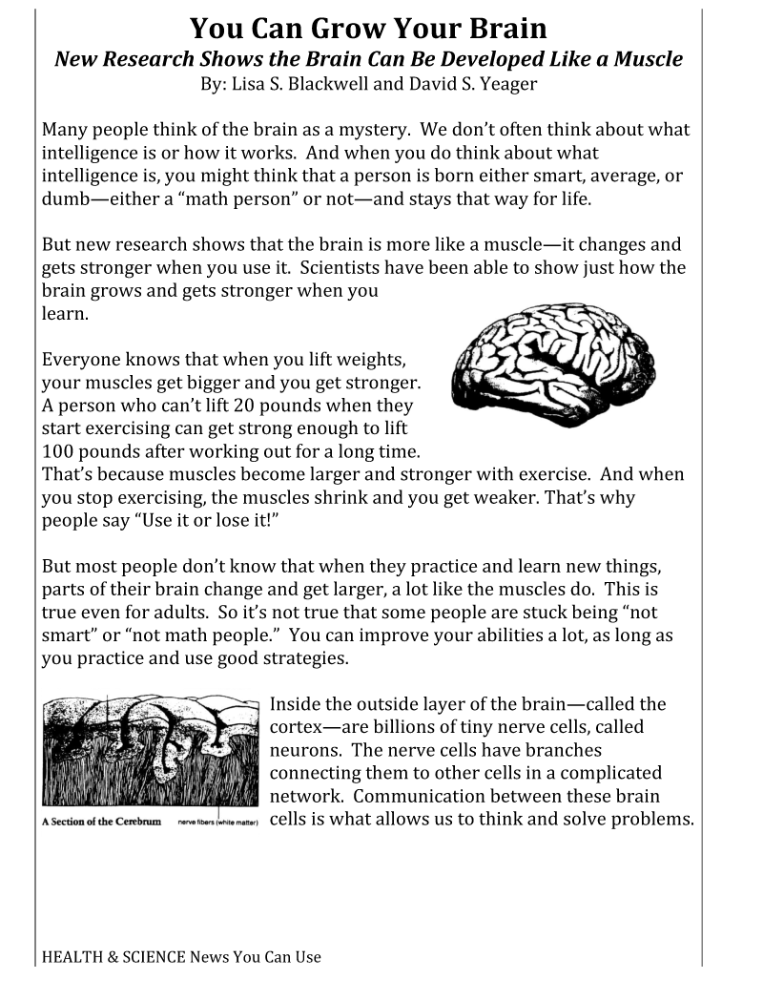 You Can Grow Your Brain
New Research Shows the Brain Can Be Developed Like a Muscle
By: Lisa S. Blackwell and David S. Yeager
Many people think of the brain as a mystery.  We don’t often think about what
intelligence is or how it works.  And when you do think about what
intelligence is, you might think that a person is born either smart, average, or
dumb—either a “math person” or not—and stays that way for life.
But new research shows that the brain is more like a muscle—it changes and
gets stronger when you use it.  Scientists have been able to show just how the
brain grows and gets stronger when you
learn.
Everyone knows that when you lift weights,
your muscles get bigger and you get stronger.
A person who can’t lift 20 pounds when they
start exercising can get strong enough to lift
100 pounds after working out for a long time.
That’s because muscles become larger and stronger with exercise.  And when
you stop exercising, the muscles shrink and you get weaker. That’s why
people say “Use it or lose it!”
But most people don’t know that when they practice and learn new things,
parts of their brain change and get larger, a lot like the muscles do.  This is
true even for adults.  So it’s not true that some people are stuck being “not
smart” or “not math people.”  You can improve your abilities a lot, as long as
you practice and use good strategies.
Inside the outside layer of the brain—called the
cortex—are billions of tiny nerve cells, called
neurons.  The nerve cells have branches
connecting them to other cells in a complicated
network.  Communication between these brain
cells is what allows us to think and solve problems.
A Section of the Cerebrum
nerve fibers (white matter)
HEALTH & SCIENCE News You Can Use